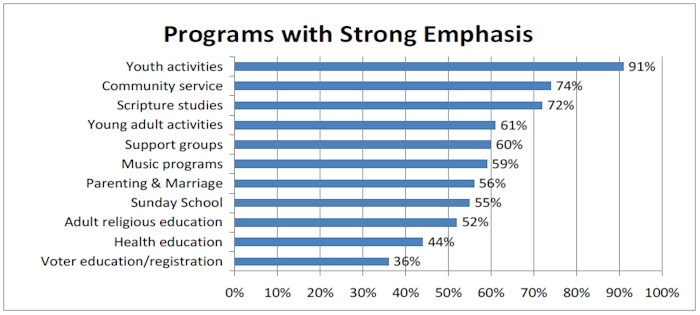 Programs with Strong Emphasis
Youth activities 91%
Community service 74%
Scripture studies 72%
Young adult activities 61%
Support groups 60%
Music programs 59%
Parenting & Marriage 56%
Sunday School 55%
Adult religious education 52%
Health education 44%
Voter education/registration 36%
0% 10% 20% 30% 40% 50% 60% 70% 80% 90% 100%